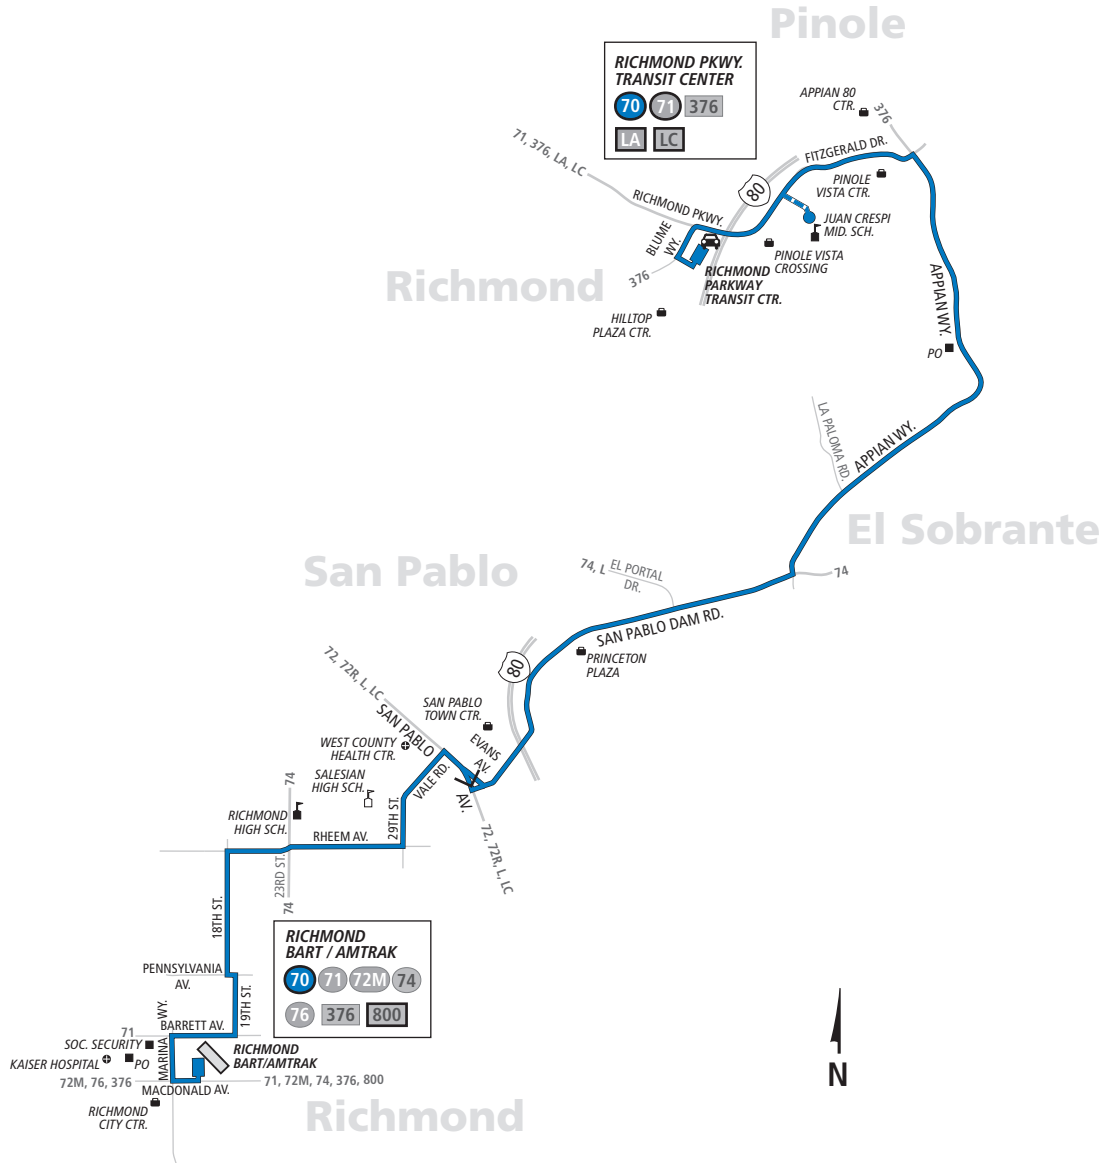 Pinole
RICHMOND PKWY.
TRANSIT CENTER
70 71 376
LA LC
APPIAN 80
CTR.
376
71, 376, LA, LC
FITZGERALD DR.
80
PINOLE
VISTA CTR.
RICHMOND PKWY.
JUAN CRESPI
MID. SCH.
BLUME
WY.
PINOLE VISTA
CROSSING
376
RICHMOND
PARKWAY
TRANSIT CTR.
Richmond
APPIAN WY.
HILLTOP
PLAZA CTR.
PO
LA PALOMA RD.
APPIAN WY.
El Sobrante
San Pablo
74, L
EL PORTAL
DR.
74
SAN PABLO DAM RD.
PRINCETON
PLAZA
80
72, 72R, L, LC
SAN PABLO
TOWN CTR.
SAN PABLO
AV.
EVANS
AV.
WEST COUNTY
HEALTH CTR.
VALE RD.
SALESIAN
HIGH SCH.
74
29TH ST.
RICHMOND
HIGH SCH.
RHEEM AV.
72, 72R, L, LC
23RD ST.
74
18TH ST.
RICHMOND
BART / AMTRAK
70 71 72M 74
76 376 800
PENNSYLVANIA
AV.
19TH ST.
MARINA WY.
71
BARRETT AV.
SOC. SECURITY
KAISER HOSPITAL
PO
RICHMOND
BART/AMTRAK
72M, 76, 376
71, 72M, 74, 376, 800
MACDONALD AV.
RICHMOND
CITY CTR.
Richmond
N